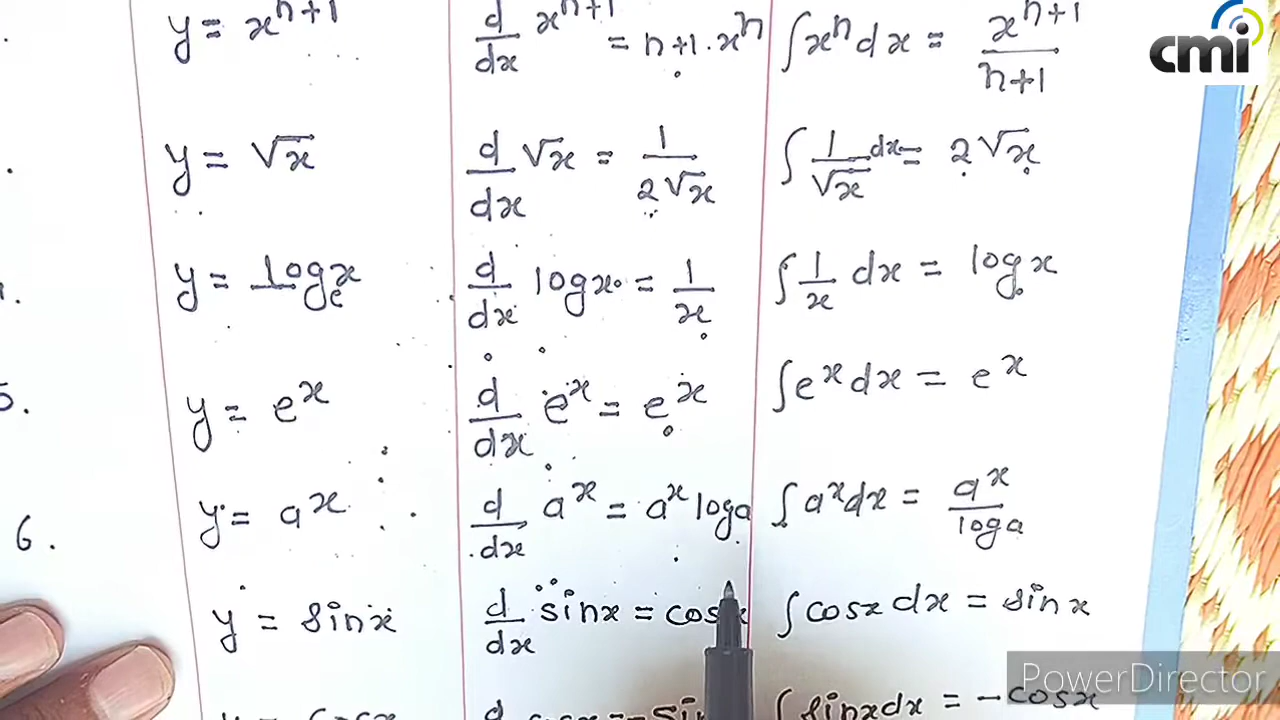 y = x^{n+1} d/dx x^{n+1} = n+1 . x^n ∫x^n dx = x^{n+1}/n+1
cmi
y = √x d/dx √x = 1/2√x ∫ 1/√x dx = 2√x
y = log_e x d/dx log x = 1/x ∫ 1/x dx = log x
5. y = e^x d/dx e^x = e^x ∫e^x dx = e^x
6. y = a^x d/dx a^x = a^x log a ∫a^x dx = a^x/log a
y = sin x d/dx sin x = cos x ∫ cos x dx = sin x
PowerDirector
∫ sin x dx = -cos x